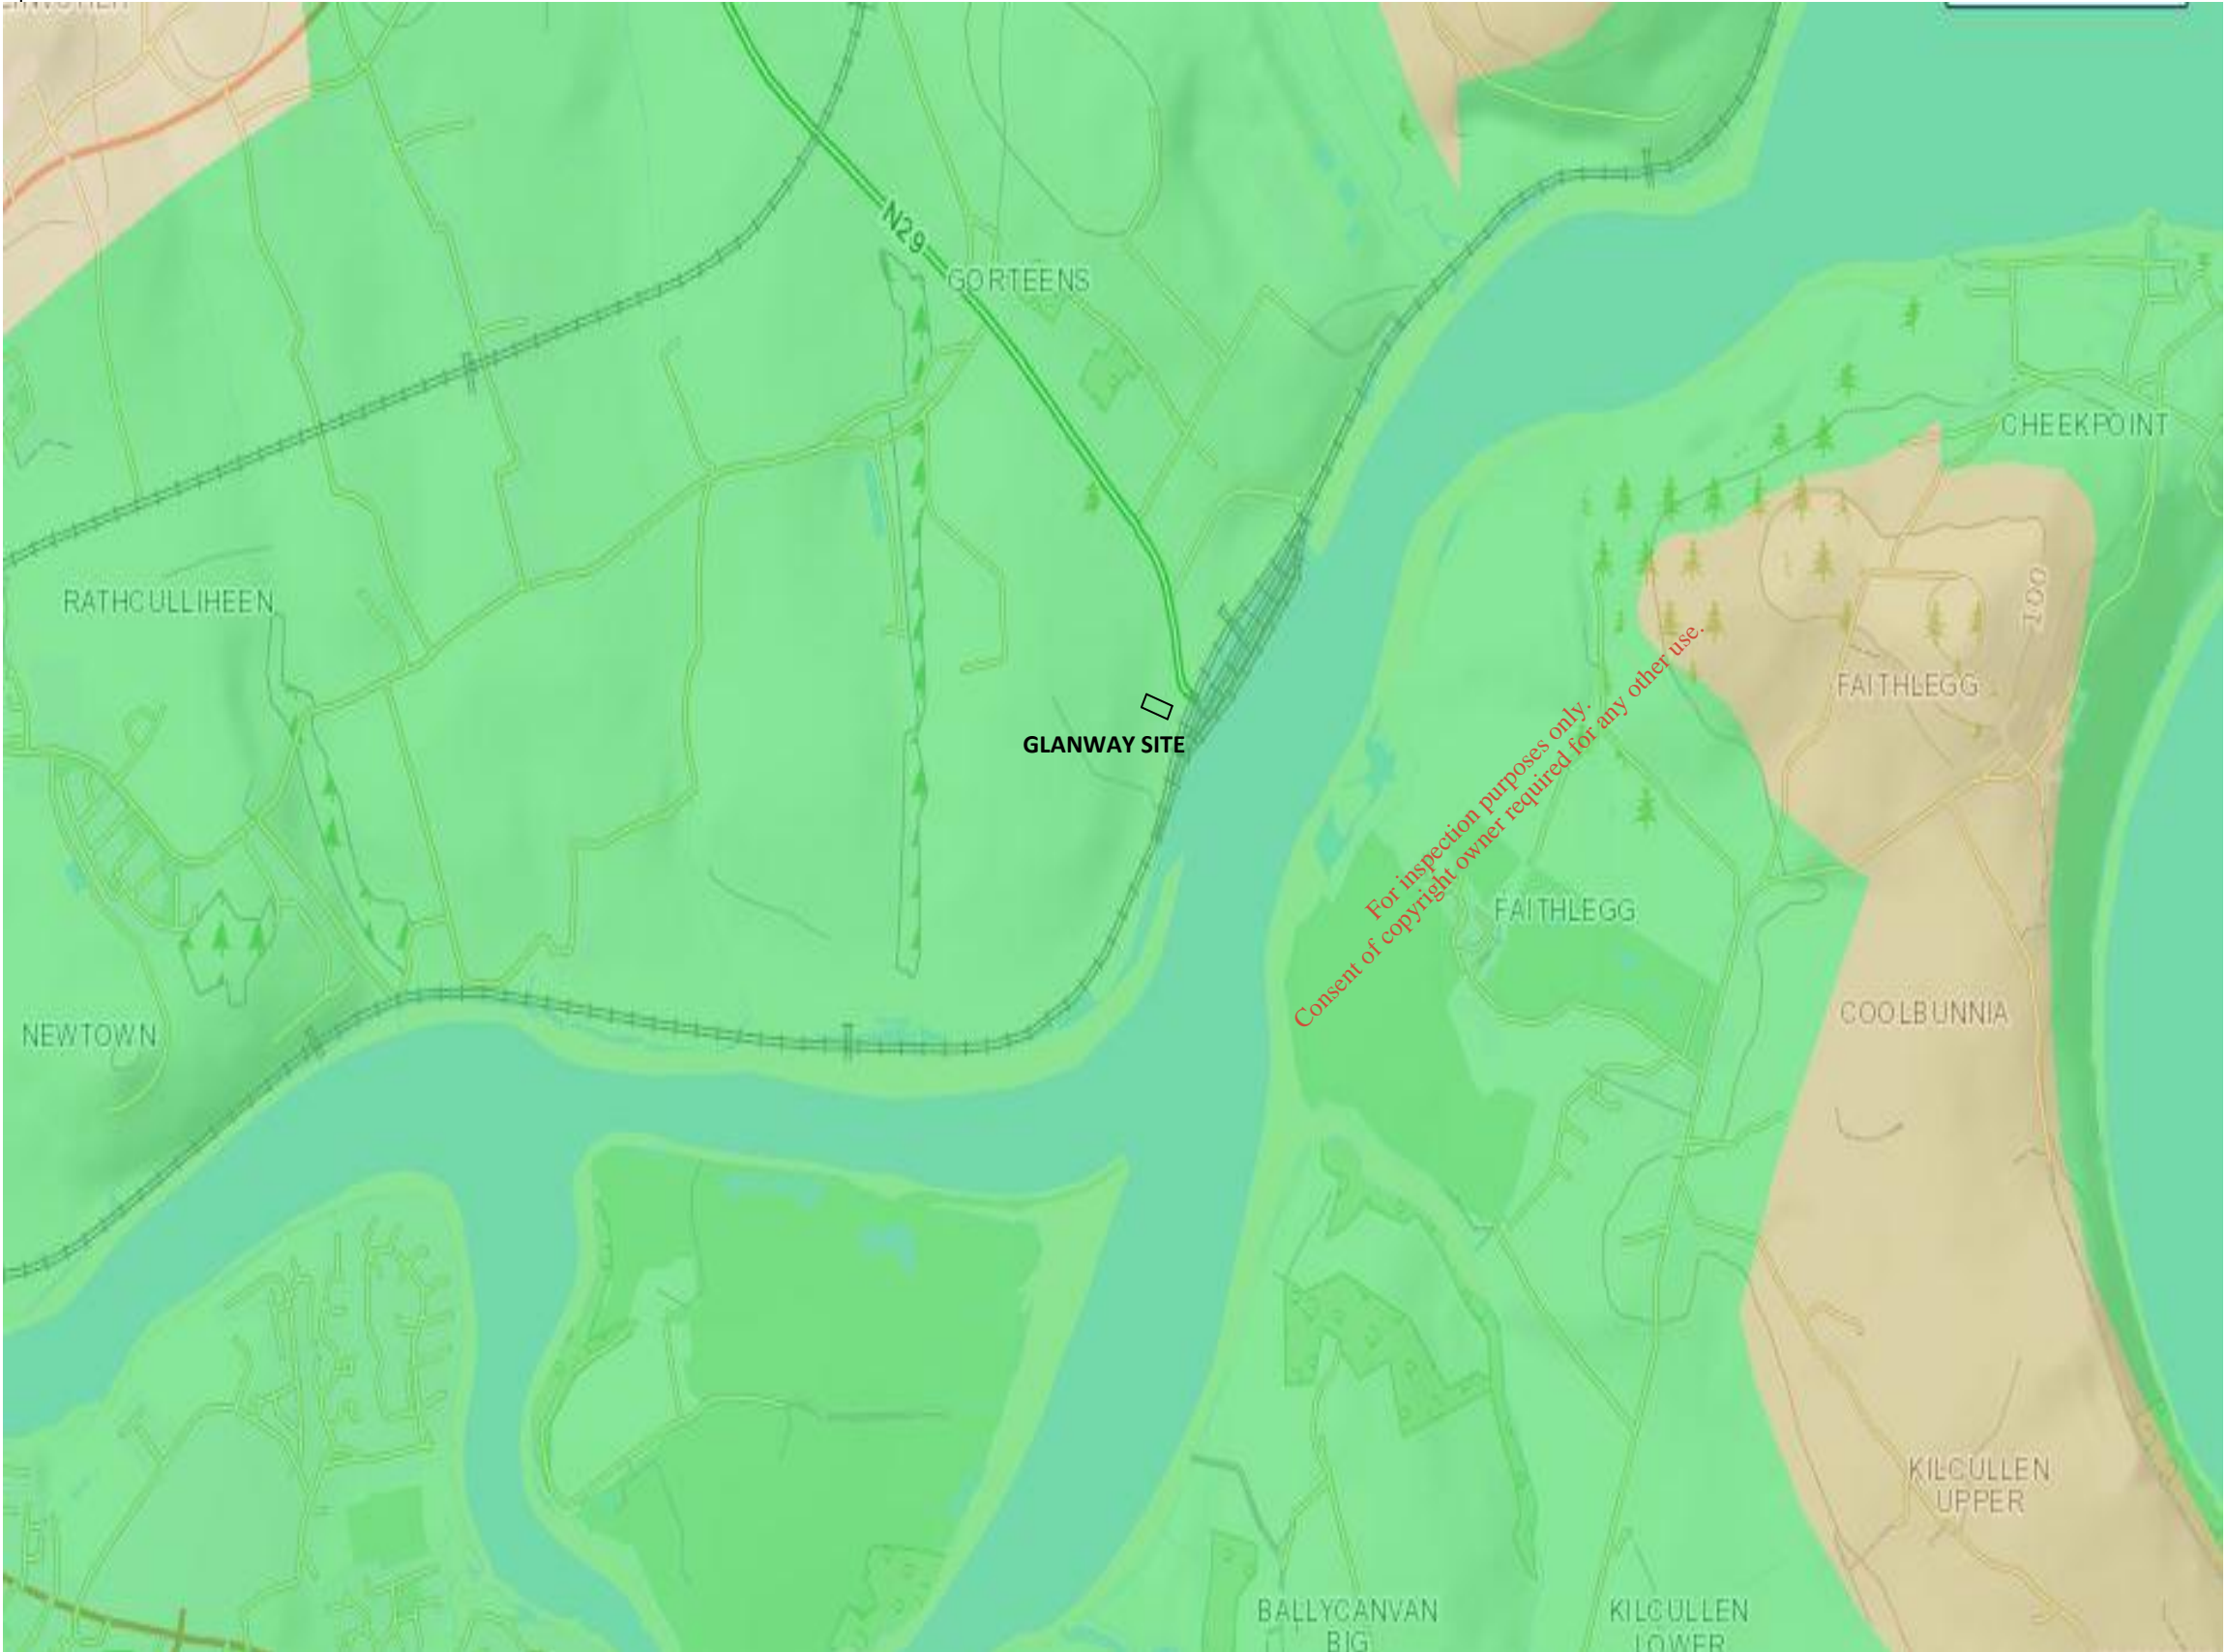 N29
GORTEENS
CHEEKPOINT
RATHCULLIHEEN
100
FAITHLEGG
GLANWAY SITE
For inspection purposes only.
Consent of copyright owner required for any other use.
FAITHLEGG
COOLBUNNIA
NEWTOWN
KILCULLEN
UPPER
BALLYCANVAN
BIG
KILCULLEN
LOWER